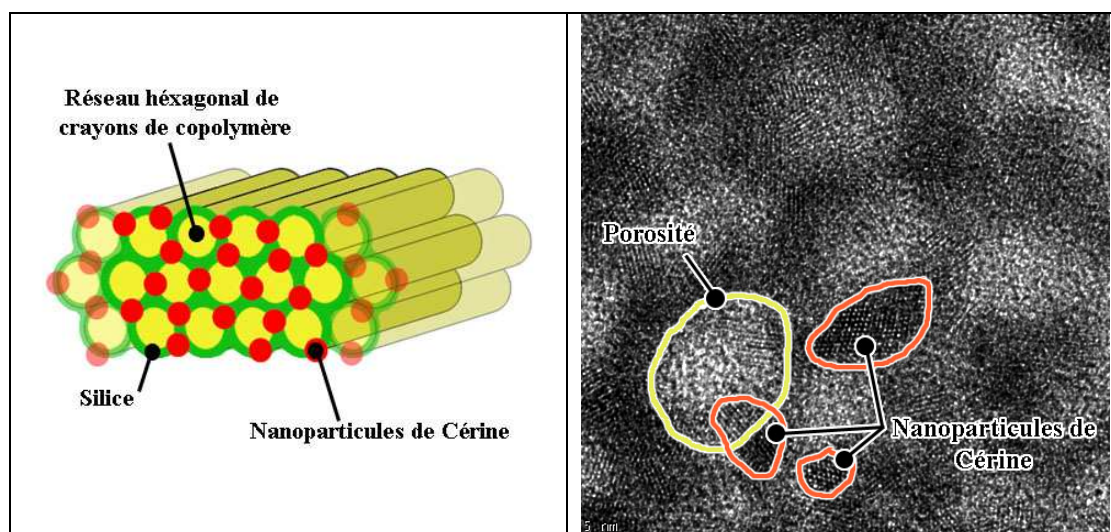 Réseau héxagonal de
crayons de copolymère
Silice
Nanoparticules de Cérine
Porosité
Nanoparticules de
Cérine
5 nm